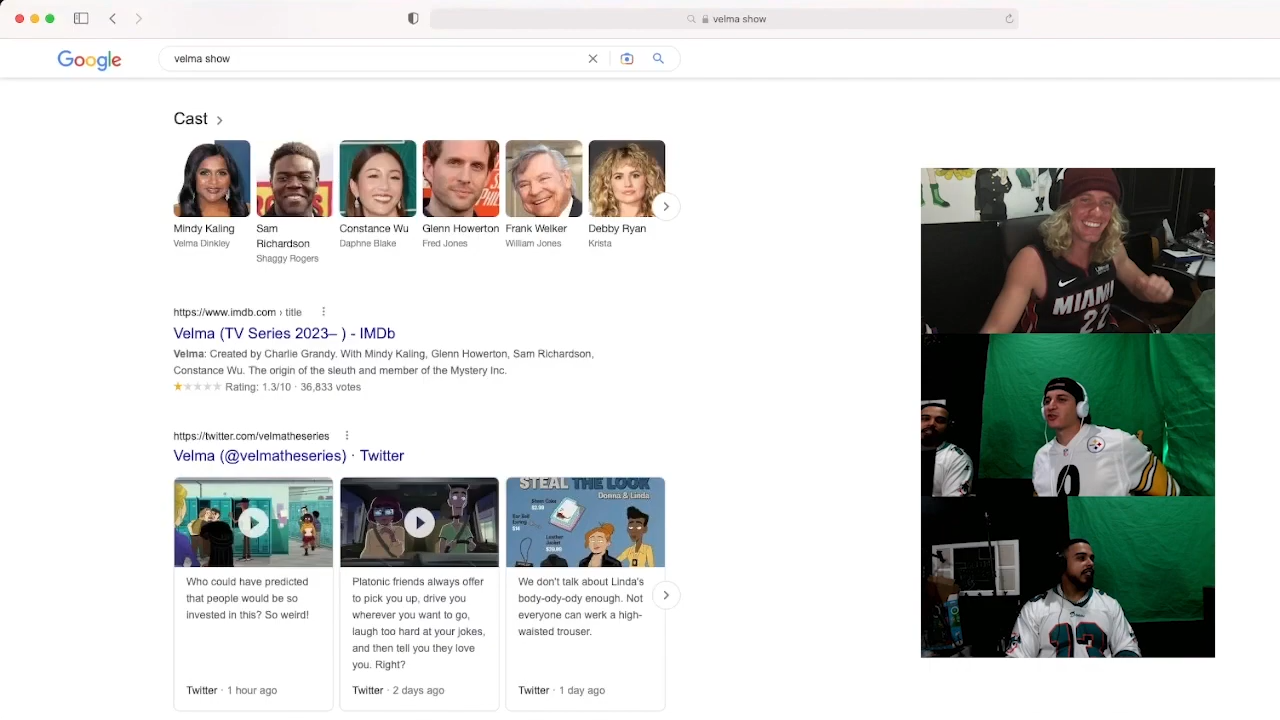 velma show
Google
velma show
Cast
Mindy Kaling
Velma Dinkley
Sam
Richardson
Shaggy Rogers
Constance Wu
Daphne Blake
Glenn Howerton
Fred Jones
Frank Welker
William Jones
Debby Ryan
Krista
https://www.imdb.com › title
Velma (TV Series 2023– ) - IMDb
Velma: Created by Charlie Grandy. With Mindy Kaling, Glenn Howerton, Sam Richardson,
Constance Wu. The origin of the sleuth and member of the Mystery Inc.
Rating: 1.3/10 · 36,833 votes
https://twitter.com/velmatheseries
Velma (@velmatheseries) · Twitter
STEAL THE LOOK
Donna & Linda
$2.99
$14
Leather
Jacket
Who could have predicted
that people would be so
invested in this? So weird!
Twitter · 1 hour ago
Platonic friends always offer
to pick you up, drive you
wherever you want to go,
laugh too hard at your jokes,
and then tell you they love
you. Right?
Twitter · 2 days ago
We don't talk about Linda's
body-ody-ody enough. Not
everyone can werk a high-
waisted trouser.
Twitter · 1 day ago
MIAMI
22